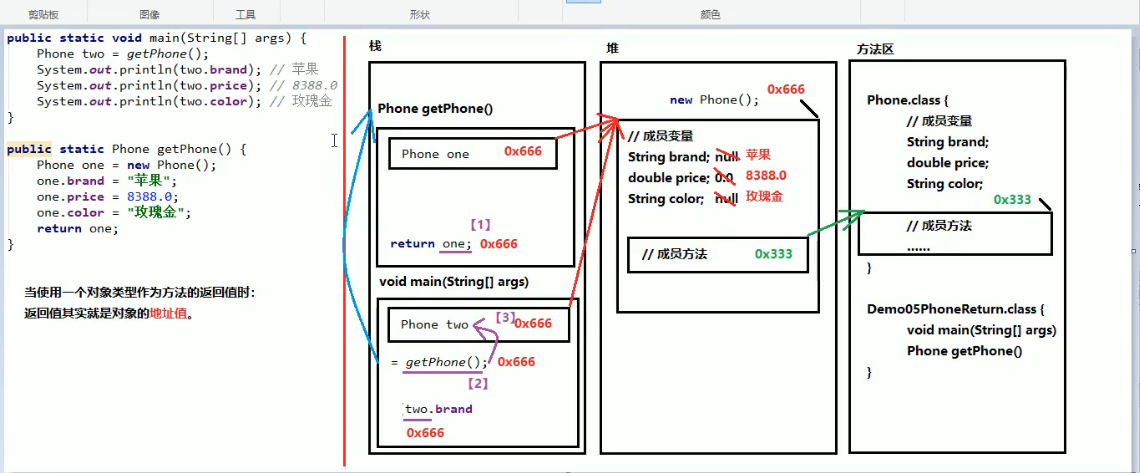 剪贴板
图像
工具
形状
颜色
public static void main(String[] args) {
Phone two = getPhone();
System.out.println(two.brand); // 苹果
System.out.println(two.price); // 8388.0
System.out.println(two.color); // 玫瑰金
}
public static Phone getPhone() {
Phone one = new Phone();
one.brand = "苹果";
one.price = 8388.0;
one.color = "玫瑰金";
return one;
}
当使用一个对象类型作为方法的返回值时：
返回值其实就是对象的地址值。
栈
Phone getPhone()
Phone one 0x666
【1】
return one; 0x666
void main(String[] args)
Phone two 【3】 0x666
= getPhone(); 0x666
【2】
two.brand
0x666
堆
0x666
new Phone();
// 成员变量
String brand; null 苹果
double price; 0.0 8388.0
String color; null 玫瑰金
// 成员方法 0x333
方法区
Phone.class {
// 成员变量
String brand;
double price;
String color;
0x333
// 成员方法
......
}
Demo05PhoneReturn.class {
void main(String[] args)
Phone getPhone()
}